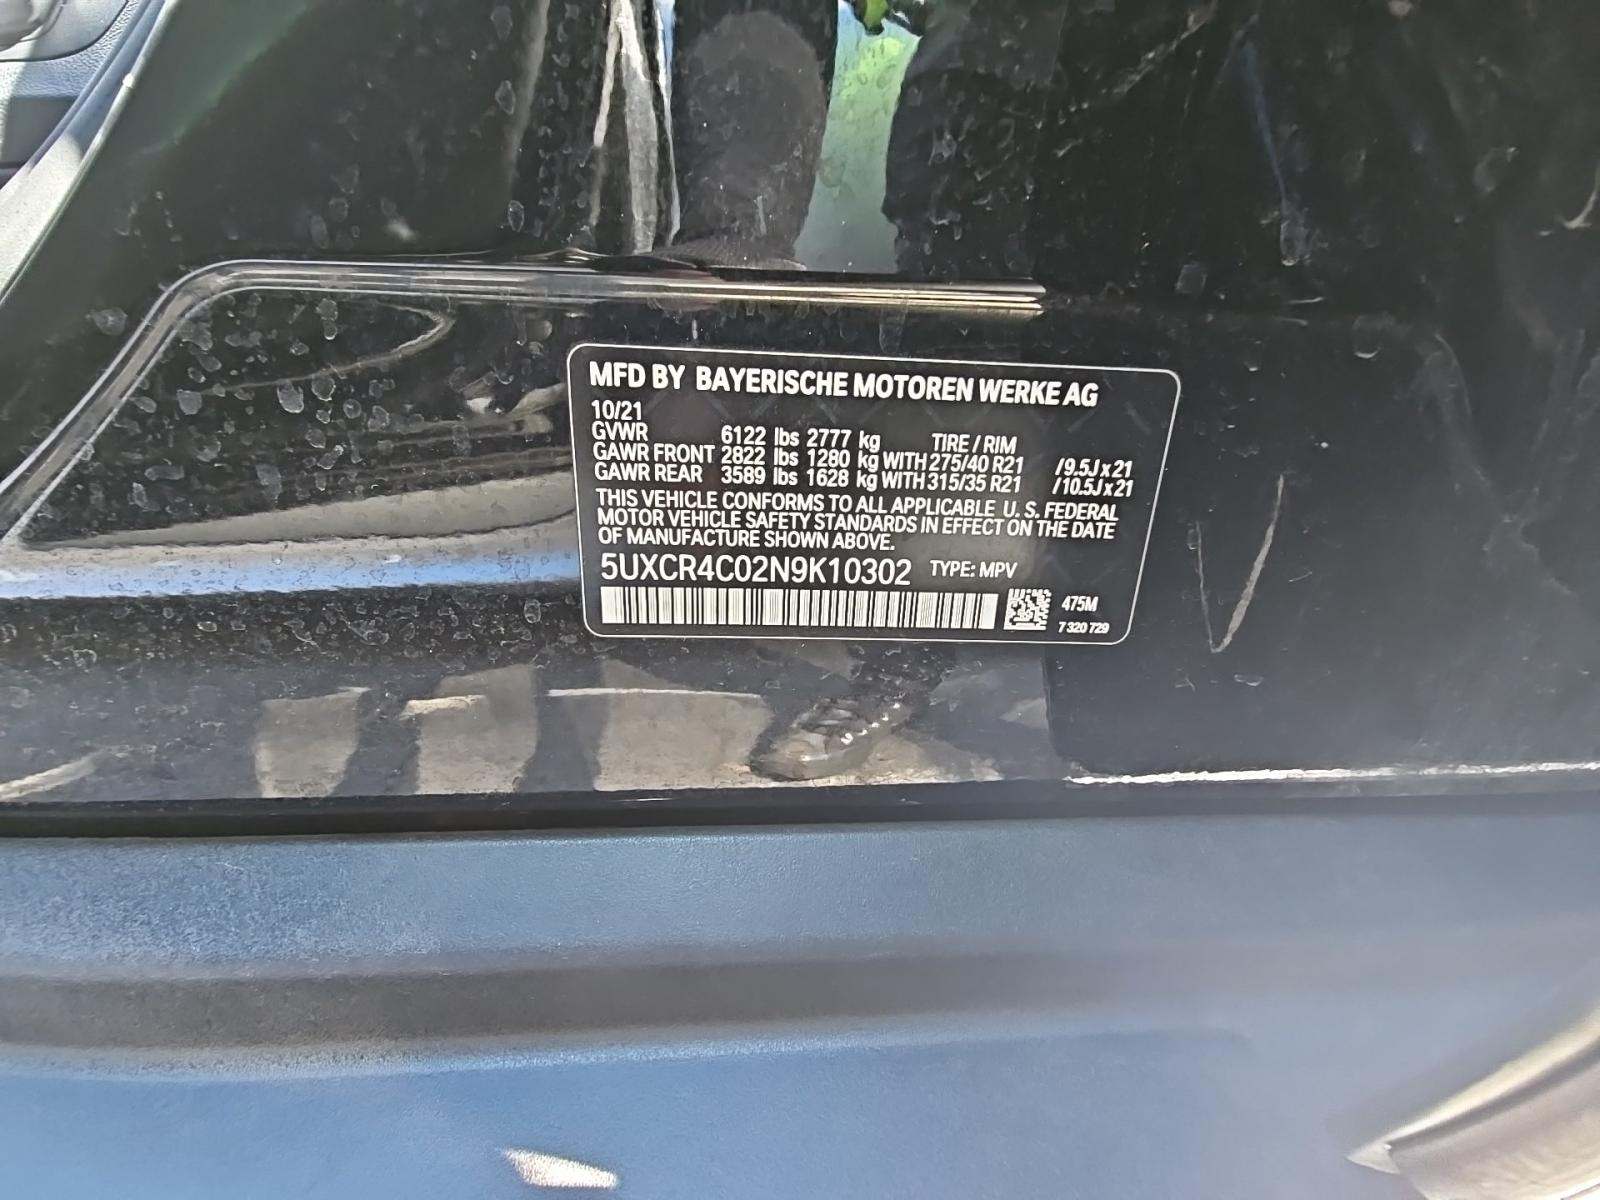 MFD BY BAYERISCHE MOTOREN WERKE AG
10/21
GVWR 6122 lbs 2777 kg TIRE / RIM
GAWR FRONT 2822 lbs 1280 kg WITH 275/40 R21 /9.5J x 21
GAWR REAR 3589 lbs 1628 kg WITH 315/35 R21 /10.5J x 21
THIS VEHICLE CONFORMS TO ALL APPLICABLE U. S. FEDERAL
MOTOR VEHICLE SAFETY STANDARDS IN EFFECT ON THE DATE
OF MANUFACTURE SHOWN ABOVE.
5UXCR4C02N9K10302 TYPE: MPV
475M
7 320 729